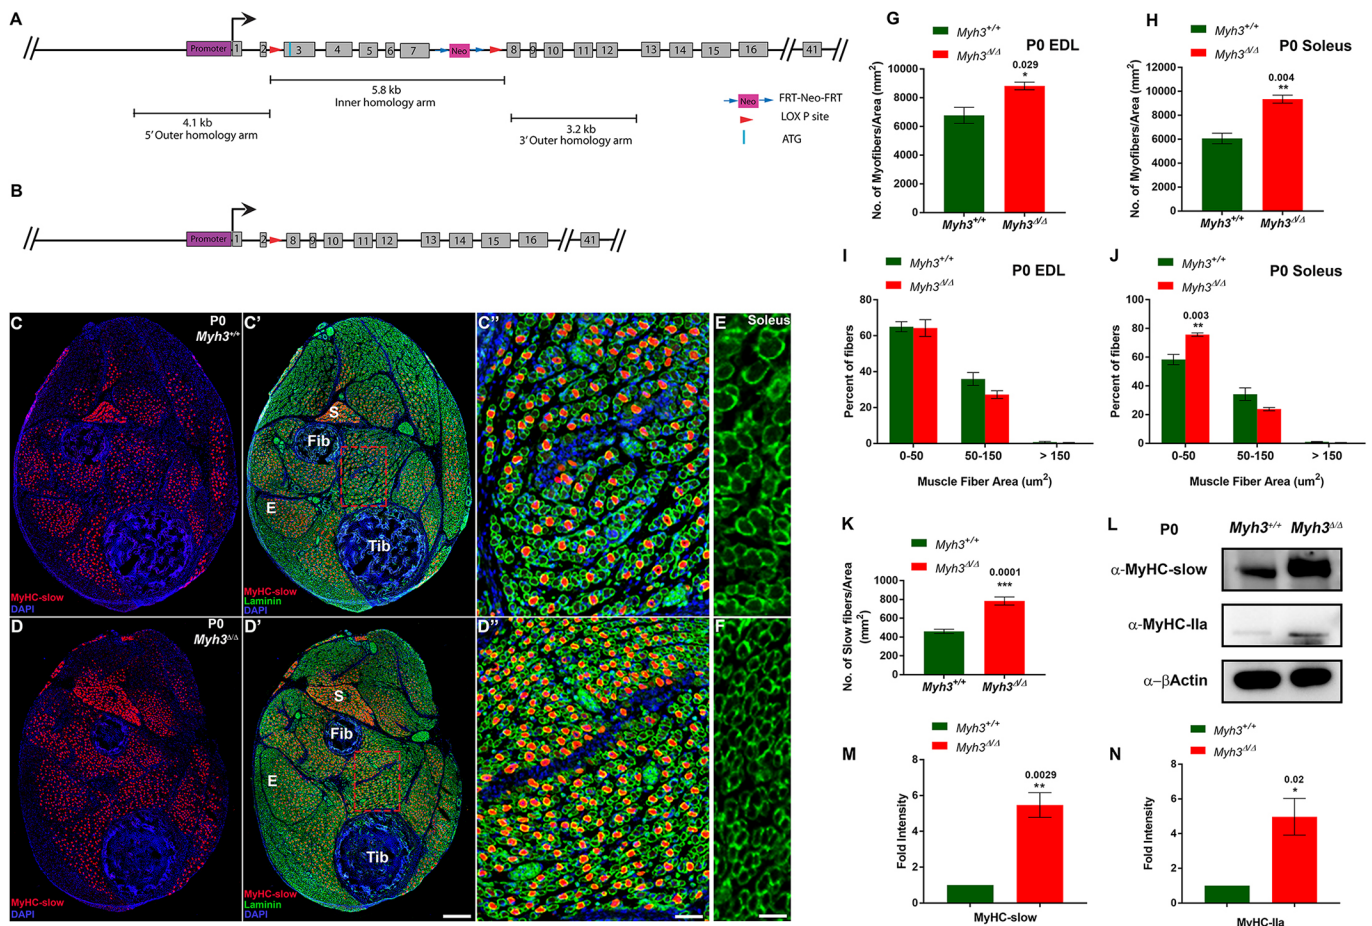 A
Promoter 1 2 3 4 5 6 7 Neo 8 9 10 11 12 13 14 15 16 41
5.8 kb
Inner homology arm
4.1 kb
5' Outer homology arm
3.2 kb
3' Outer homology arm
Neo FRT-Neo-FRT
LOX P site
ATG
B
Promoter 1 2 8 9 10 11 12 13 14 15 16 41
C
P0
Myh3+/+
MyHC-slow
DAPI
C'
S
Fib
E
Tib
MyHC-slow
Laminin
DAPI
C''
E
Soleus
D
P0
Myh3Δ/Δ
MyHC-slow
DAPI
D'
S
Fib
E
Tib
MyHC-slow
Laminin
DAPI
D''
F
G
Myh3+/+
Myh3Δ/Δ
P0 EDL
No. of Myofibers/Area (mm2)
10000
8000
6000
4000
2000
0
0.029
*
Myh3+/+ Myh3Δ/Δ
H
Myh3+/+
Myh3Δ/Δ
P0 Soleus
No. of Myofibers/Area (mm2)
12000
10000
8000
6000
4000
2000
0
0.004
**
Myh3+/+ Myh3Δ/Δ
I
Myh3+/+
Myh3Δ/Δ
P0 EDL
Percent of fibers
80
60
40
20
0
0-50 50-150 > 150
Muscle Fiber Area (um2)
J
Myh3+/+
Myh3Δ/Δ
P0 Soleus
Percent of fibers
100
80
60
40
20
0
0.003
**
0-50 50-150 > 150
Muscle Fiber Area (um2)
K
Myh3+/+
Myh3Δ/Δ
No. of Slow fibers/Area
(mm2)
1000
800
600
400
200
0
0.0001
***
Myh3+/+ Myh3Δ/Δ
L
P0
Myh3+/+ Myh3Δ/Δ
α-MyHC-slow
α-MyHC-IIa
α-βActin
M
Myh3+/+
Myh3Δ/Δ
Fold Intensity
8
6
4
2
0
0.0029
**
MyHC-slow
N
Myh3+/+
Myh3Δ/Δ
Fold Intensity
8
6
4
2
0
0.02
*
MyHC-IIa